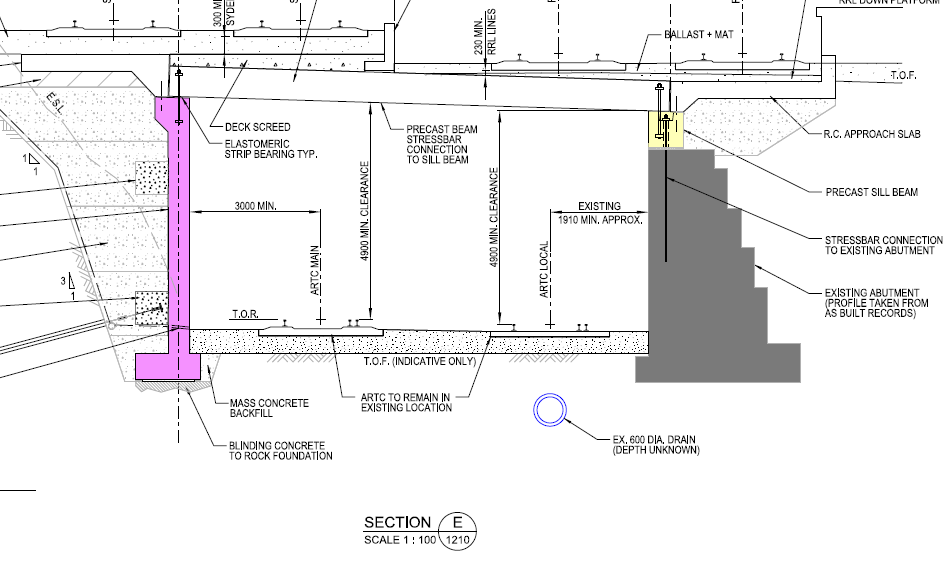 RRL DOWN PLATFORM
300 MIN.
SYDE
230 MIN.
RRL LINES
BALLAST + MAT
T.O.F.
E.S.L.
DECK SCREED
ELASTOMERIC
STRIP BEARING TYP.
PRECAST BEAM
STRESSBAR
CONNECTION
TO SILL BEAM
R.C. APPROACH SLAB
1
1
PRECAST SILL BEAM
3000 MIN.
4900 MIN. CLEARANCE
4900 MIN. CLEARANCE
EXISTING
1910 MIN. APPROX.
ARTC MAIN
ARTC LOCAL
STRESSBAR CONNECTION
TO EXISTING ABUTMENT
3
1
EXISTING ABUTMENT
(PROFILE TAKEN FROM
AS BUILT RECORDS)
T.O.R.
T.O.F. (INDICATIVE ONLY)
MASS CONCRETE
BACKFILL
ARTC TO REMAIN IN
EXISTING LOCATION
BLINDING CONCRETE
TO ROCK FOUNDATION
EX. 600 DIA. DRAIN
(DEPTH UNKNOWN)
SECTION E
SCALE 1 : 100 1210